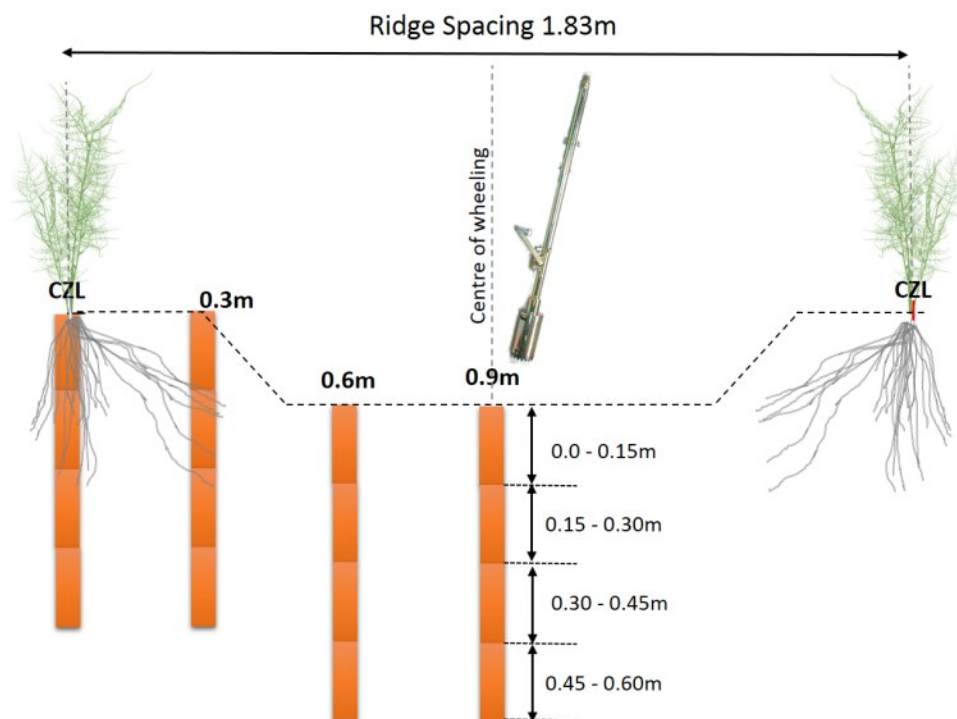 Ridge Spacing 1.83m
Centre of wheeling
CZL
CZL
0.3m
0.6m
0.9m
0.0 - 0.15m
0.15 - 0.30m
0.30 - 0.45m
0.45 - 0.60m